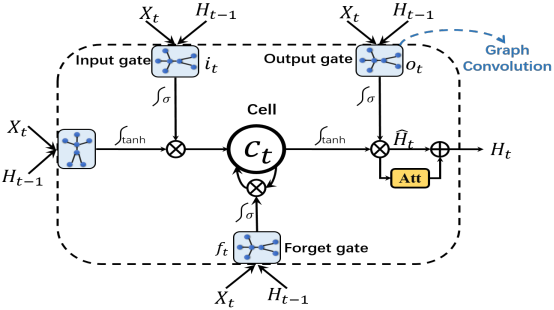 X_t H_{t−1} X_t H_{t−1}
Input gate i_t Output gate o_t Graph
Convolution
∫σ ∫σ
Cell
X_t ∫tanh C_t ∫tanh Ĥ_t H_t
H_{t−1} Att
∫σ
f_t Forget gate
X_t H_{t−1}